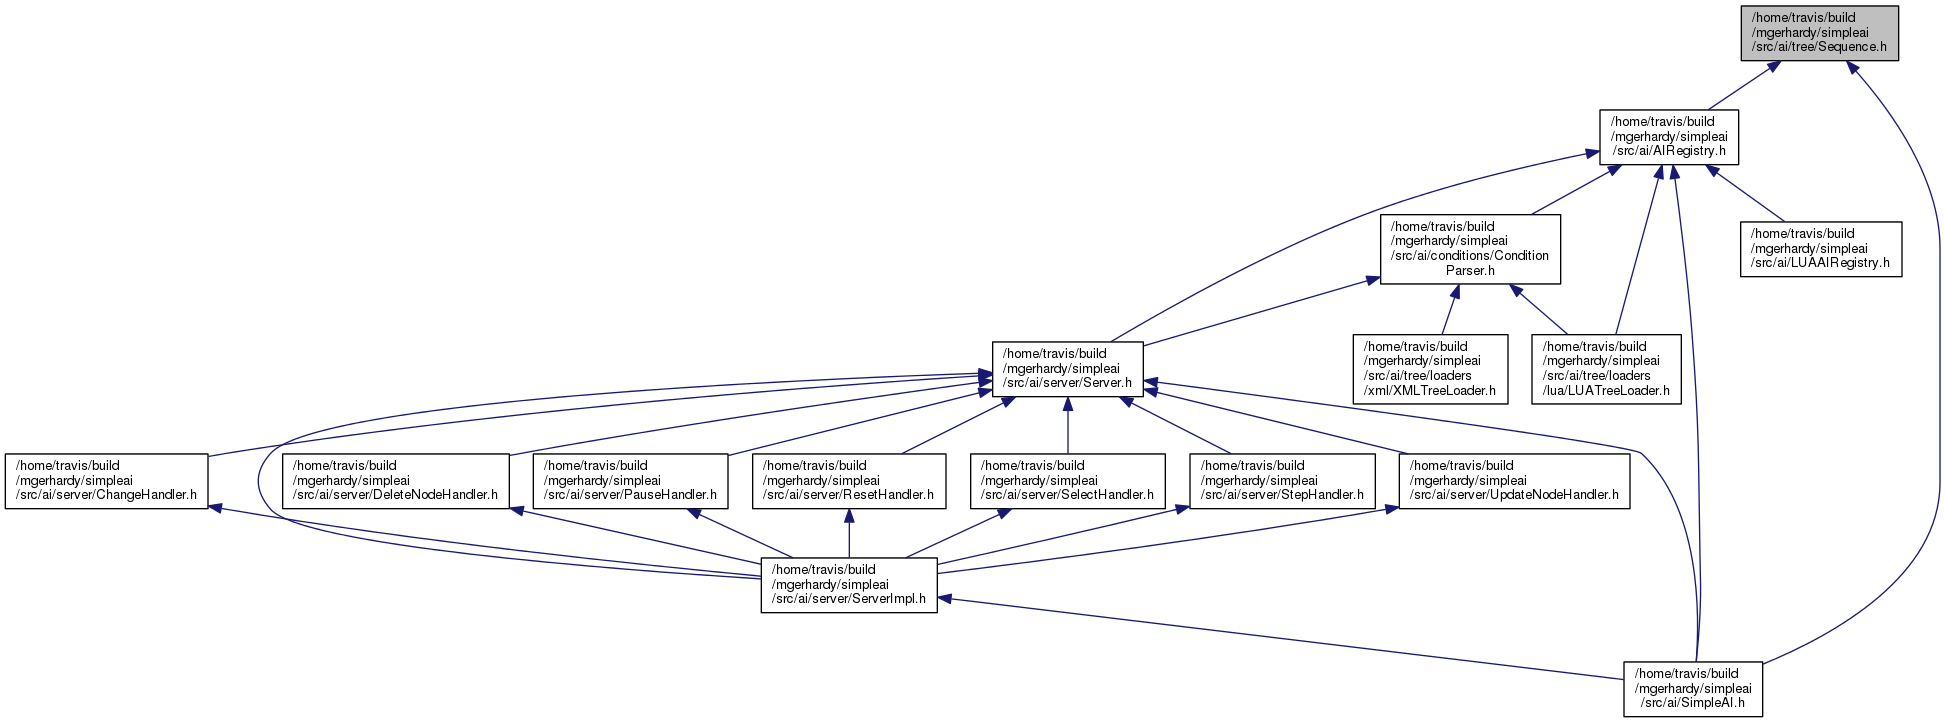 /home/travis/build
/mgerhardy/simpleai
/src/ai/tree/Sequence.h
/home/travis/build
/mgerhardy/simpleai
/src/ai/AIRegistry.h
/home/travis/build
/mgerhardy/simpleai
/src/ai/conditions/Condition
Parser.h
/home/travis/build
/mgerhardy/simpleai
/src/ai/LUAAIRegistry.h
/home/travis/build
/mgerhardy/simpleai
/src/ai/server/Server.h
/home/travis/build
/mgerhardy/simpleai
/src/ai/tree/loaders
/xml/XMLTreeLoader.h
/home/travis/build
/mgerhardy/simpleai
/src/ai/tree/loaders
/lua/LUATreeLoader.h
/home/travis/build
/mgerhardy/simpleai
/src/ai/server/ChangeHandler.h
/home/travis/build
/mgerhardy/simpleai
/src/ai/server/DeleteNodeHandler.h
/home/travis/build
/mgerhardy/simpleai
/src/ai/server/PauseHandler.h
/home/travis/build
/mgerhardy/simpleai
/src/ai/server/ResetHandler.h
/home/travis/build
/mgerhardy/simpleai
/src/ai/server/SelectHandler.h
/home/travis/build
/mgerhardy/simpleai
/src/ai/server/StepHandler.h
/home/travis/build
/mgerhardy/simpleai
/src/ai/server/UpdateNodeHandler.h
/home/travis/build
/mgerhardy/simpleai
/src/ai/server/ServerImpl.h
/home/travis/build
/mgerhardy/simpleai
/src/ai/SimpleAI.h